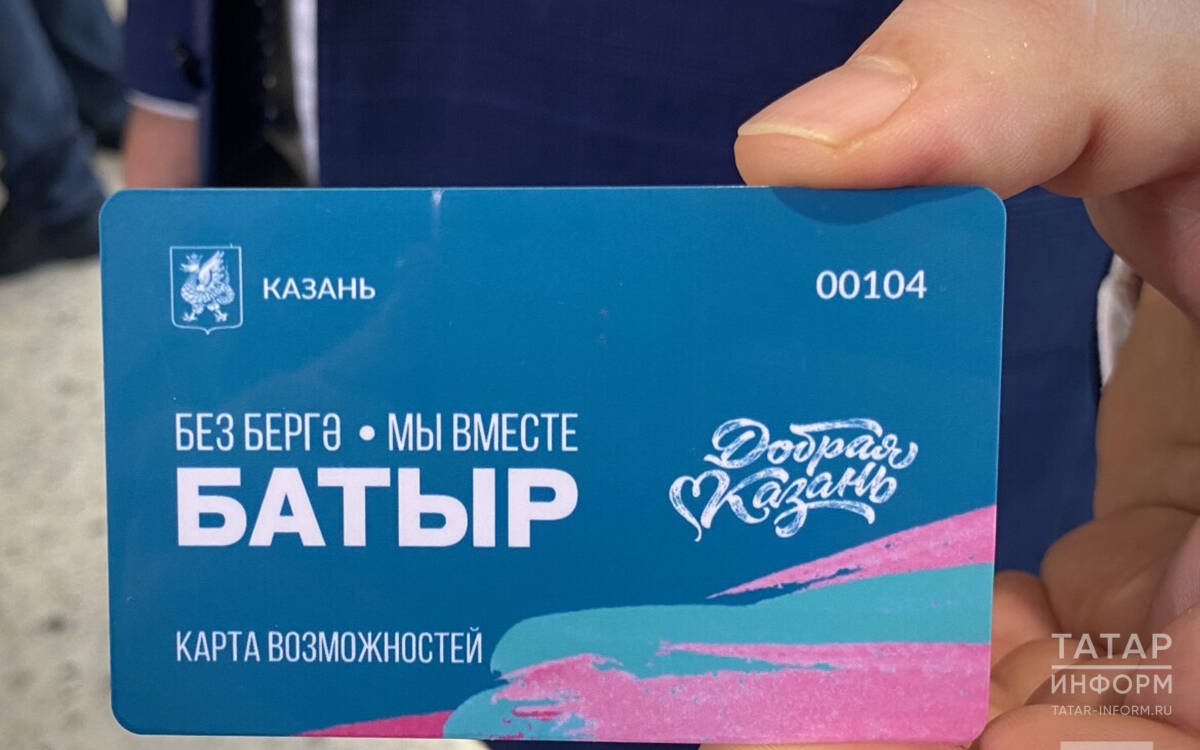 КАЗАНЬ
00104
БЕЗ БЕРГӘ • МЫ ВМЕСТЕ
БАТЫР
Добрая
Казань
КАРТА ВОЗМОЖНОСТЕЙ
ТАТАР
ИНФОРМ
TATAR-INFORM.RU